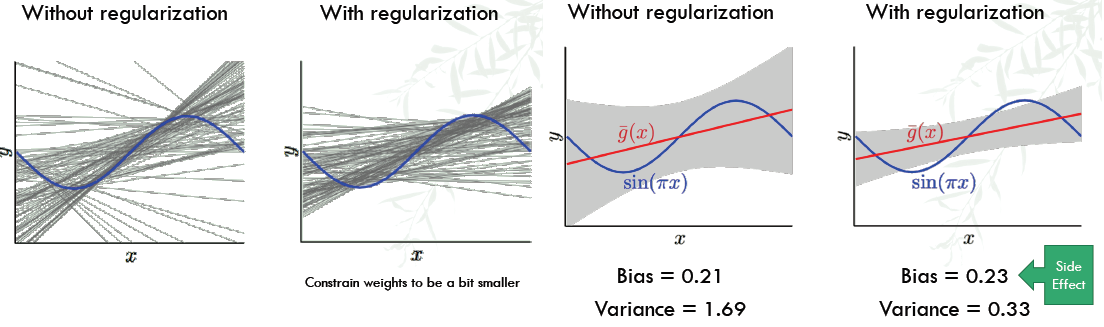 Without regularization
y
x
With regularization
y
x
Constrain weights to be a bit smaller
Without regularization
y
ḡ(x)
sin(πx)
x
Bias = 0.21
Variance = 1.69
With regularization
y
ḡ(x)
sin(πx)
x
Bias = 0.23
Variance = 0.33
Side
Effect